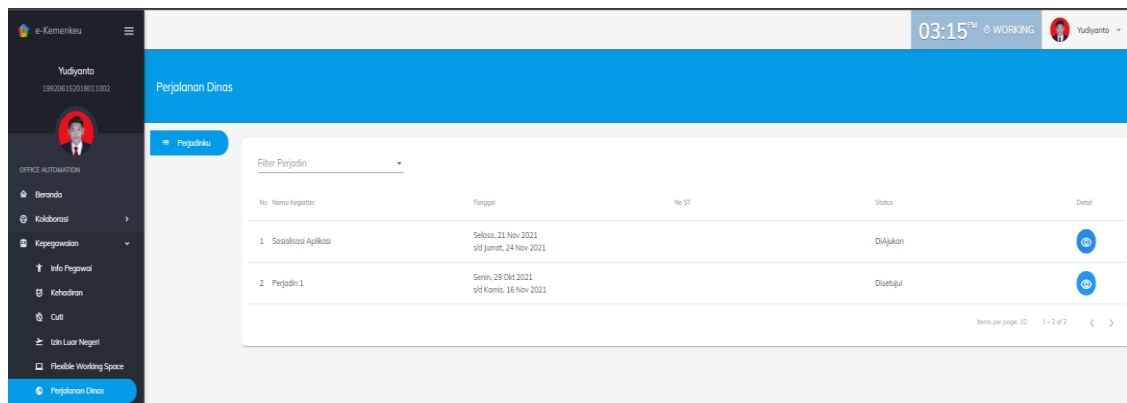 e-Kemenkeu
03:15 PM WORKING
Yudiyanto
Yudiyanto
199206152018011002
Perjalanan Dinas
Perjadinku
OFFICE AUTOMATION
Beranda
Kolaborasi
Kepegawaian
Info Pegawai
Kehadiran
Cuti
Izin Luar Negeri
Flexible Working Space
Perjalanan Dinas
Filter Perjadin
No Nama Kegiatan Tanggal No ST Status Detail
1 Sosialisasi Aplikasi Selasa, 21 Nov 2021 DiAjukan
s/d Jumat, 24 Nov 2021
2 Perjadin 1 Senin, 29 Okt 2021 Disetujui
s/d Kamis, 16 Nov 2021
Items per page: 10 1 – 2 of 2